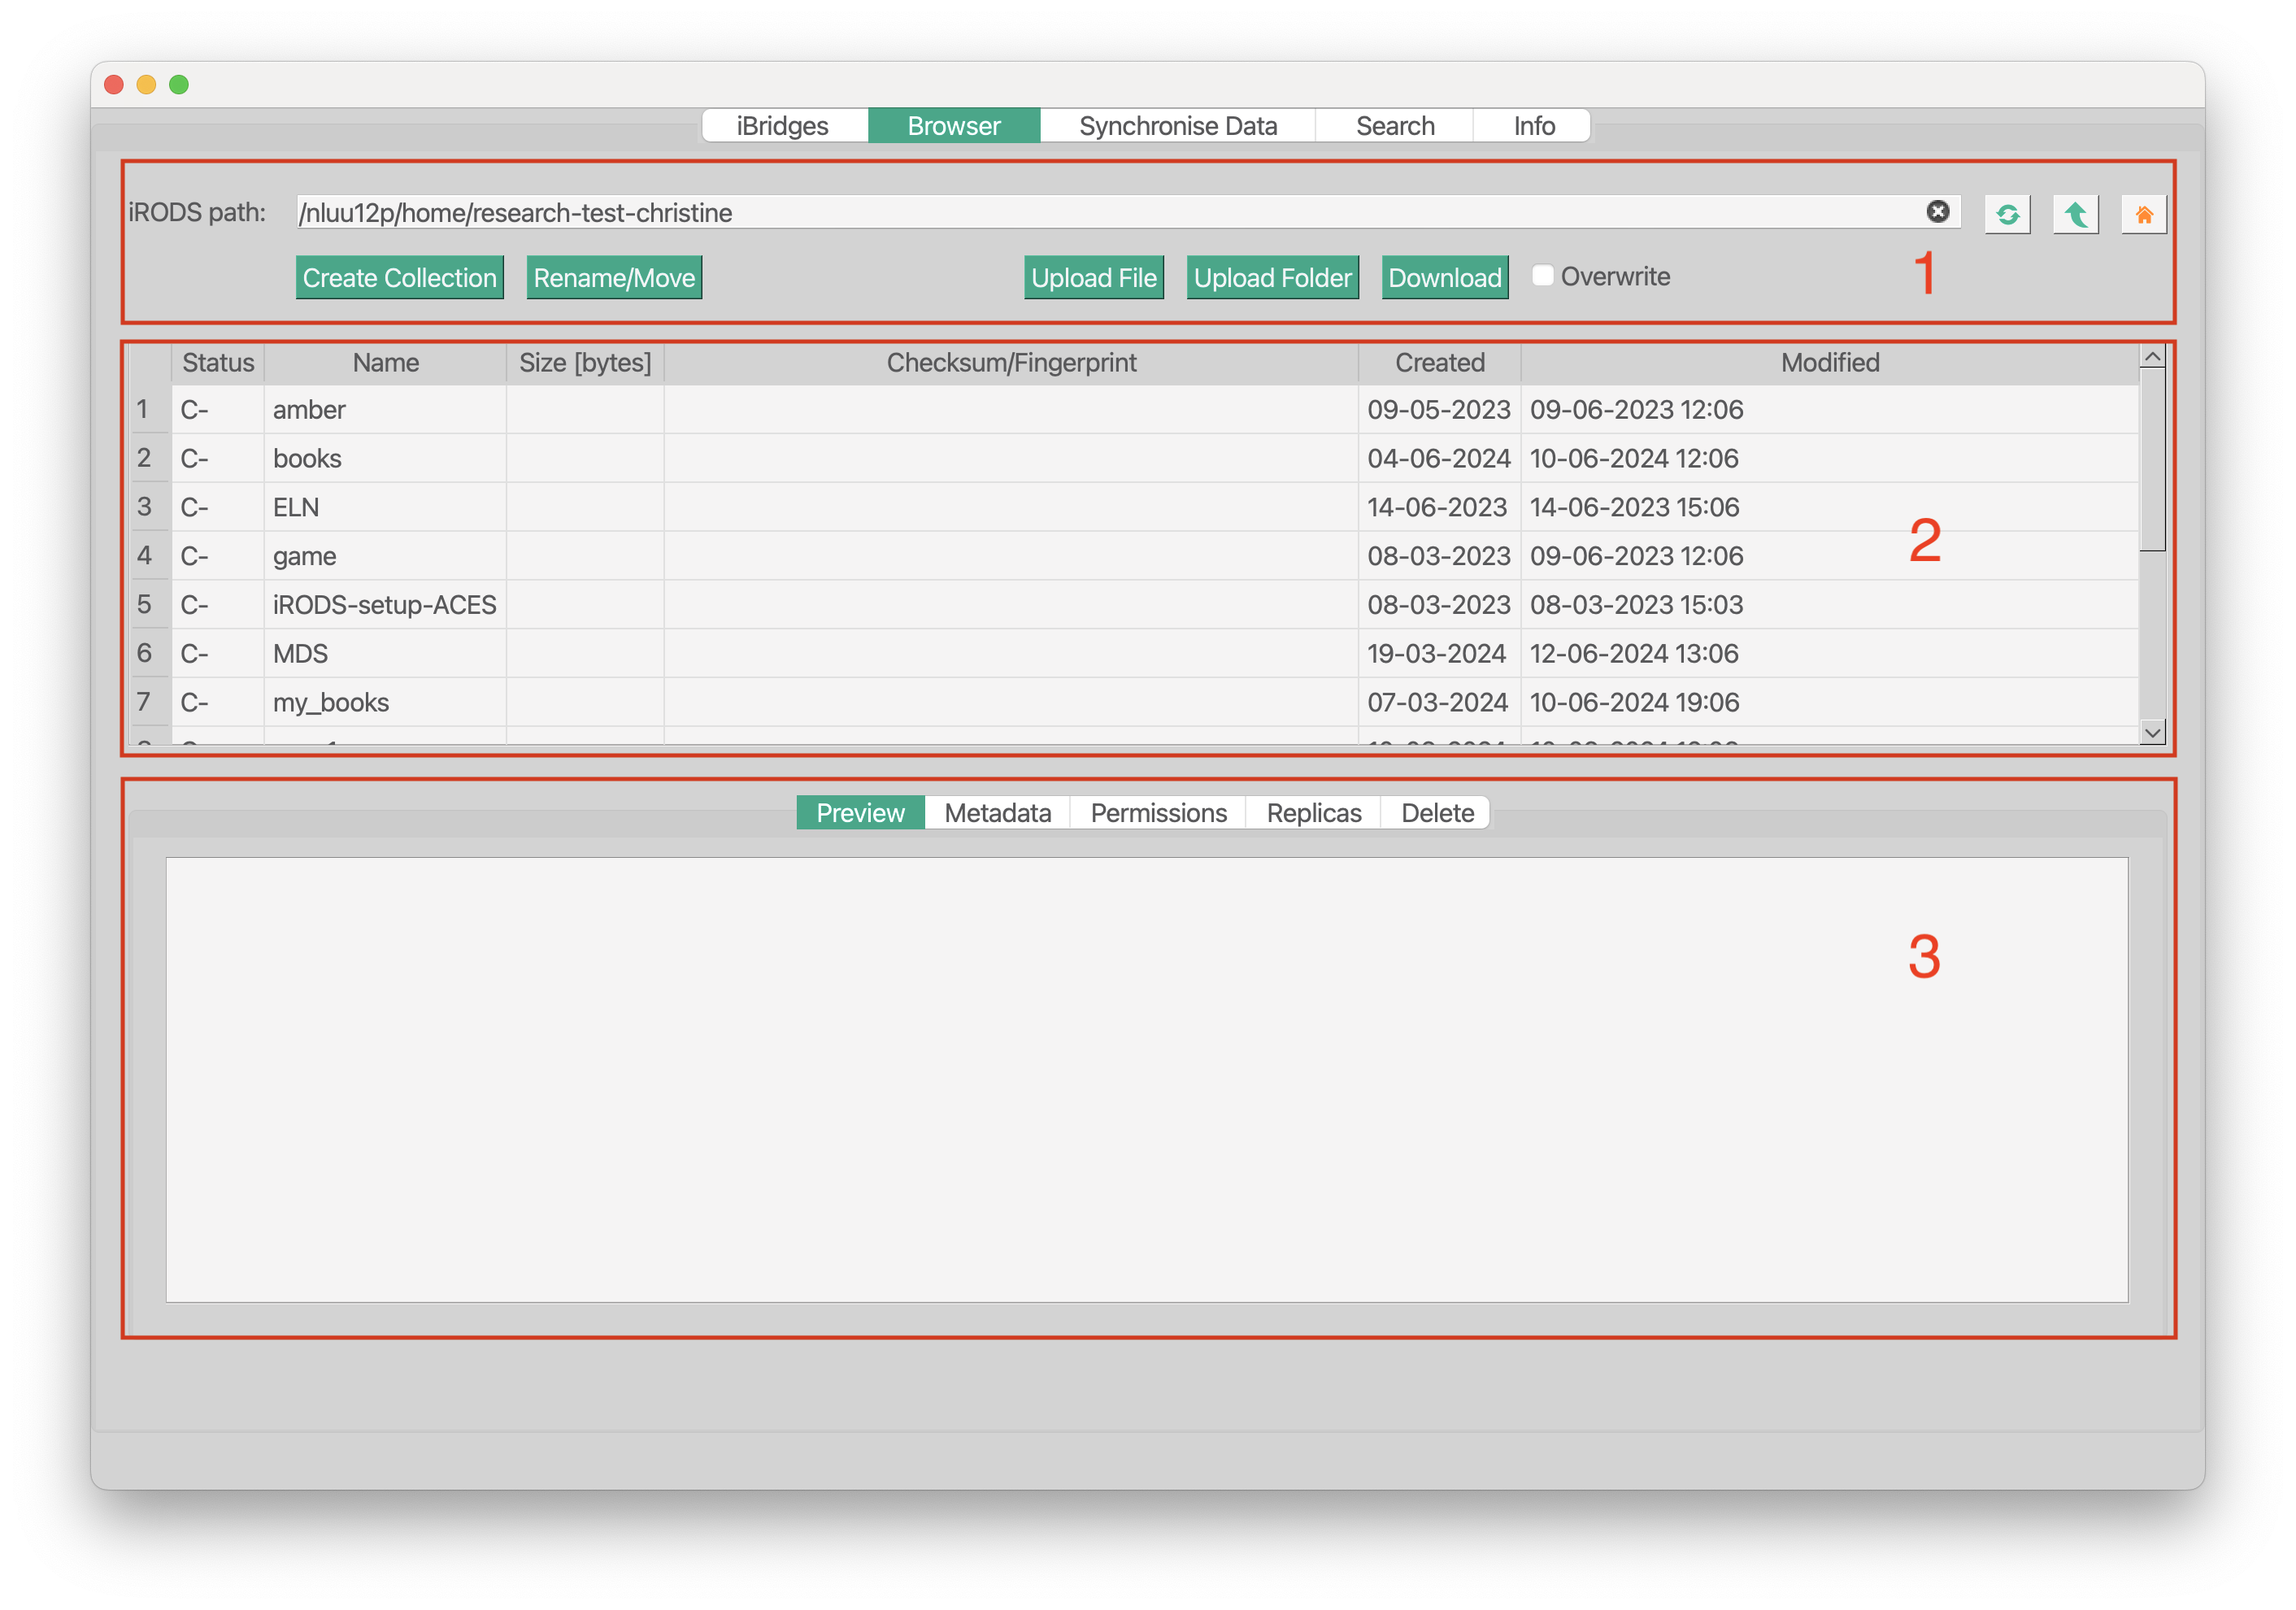 iBridges Browser Synchronise Data Search Info
iRODS path: /nluu12p/home/research-test-christine
Create Collection Rename/Move Upload File Upload Folder Download Overwrite
1
Status Name Size [bytes] Checksum/Fingerprint Created Modified
1 C- amber 09-05-2023 09-06-2023 12:06
2 C- books 04-06-2024 10-06-2024 12:06
3 C- ELN 14-06-2023 14-06-2023 15:06
2
4 C- game 08-03-2023 09-06-2023 12:06
5 C- iRODS-setup-ACES 08-03-2023 08-03-2023 15:03
6 C- MDS 19-03-2024 12-06-2024 13:06
7 C- my_books 07-03-2024 10-06-2024 19:06
Preview Metadata Permissions Replicas Delete
3